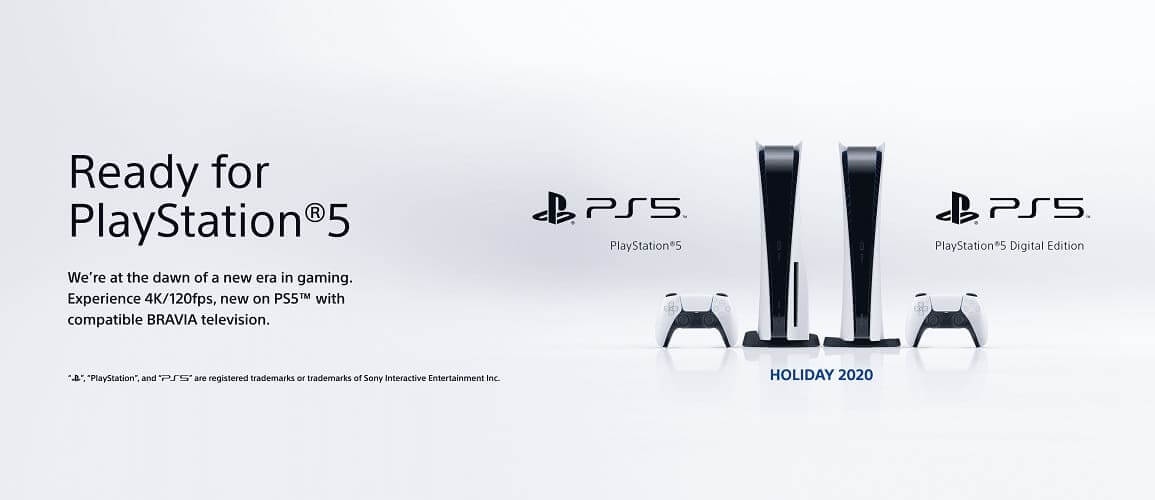 Ready for
PlayStation®5
We're at the dawn of a new era in gaming.
Experience 4K/120fps, new on PS5™ with
compatible BRAVIA television.
"PlayStation", and "PS5" are registered trademarks or trademarks of Sony Interactive Entertainment Inc.
PS5™
PlayStation®5
PS5™
PlayStation®5 Digital Edition
HOLIDAY 2020